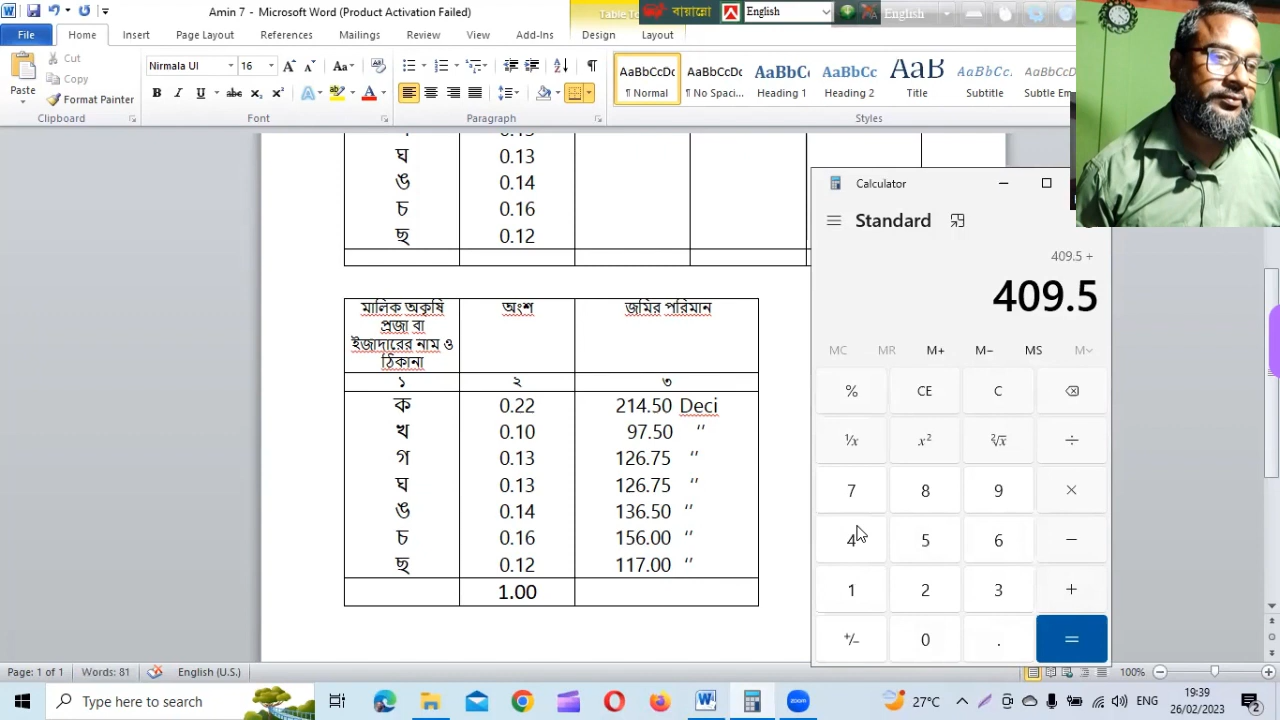 Amin 7 - Microsoft Word (Product Activation Failed)
বায়ান্নো
English
English
File Home Insert Page Layout References Mailings Review View Add-Ins Design Layout
Cut
Copy
Format Painter
Paste
Nirmala UI 16
AaBbCcDc
¶ Normal
AaBbCcDc
¶ No Spaci...
AaBbC
Heading 1
AaBbCc
Heading 2
AaB
Title
AaBbCcL
Subtitle
AaBbCcDc
Subtle Em
Clipboard Font Paragraph Styles
ঘ 0.13
ঙ 0.14
চ 0.16
ছ 0.12
মালিক অকৃষি প্রজা বা ইজাদারের নাম ও ঠিকানা অংশ জমির পরিমান
১ ২ ৩
ক 0.22 214.50 Deci
খ 0.10 97.50 ‘’
গ 0.13 126.75 ‘’
ঘ 0.13 126.75 ‘’
ঙ 0.14 136.50 ‘’
চ 0.16 156.00 ‘’
ছ 0.12 117.00 ‘’
1.00
Calculator
Standard
409.5 +
409.5
MC MR M+ M− MS M
% CE C
¹/x x² ²√x ÷
7 8 9 ×
4 5 6 −
1 2 3 +
+/− 0 . =
Page: 1 of 1 Words: 81 English (U.S.) 100%
Type here to search
zoom
27°C ENG
19:39
26/02/2023
2